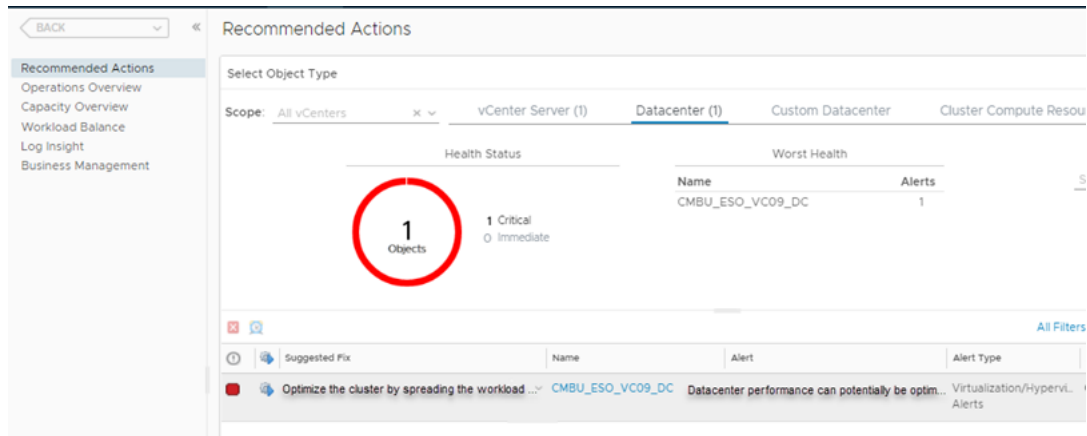 BACK
Recommended Actions
Operations Overview
Capacity Overview
Workload Balance
Log Insight
Business Management
Recommended Actions
Select Object Type
Scope: All vCenters
vCenter Server (1) Datacenter (1) Custom Datacenter Cluster Compute Resou
Health Status
1
Objects
1 Critical
0 Immediate
Worst Health
Name Alerts
CMBU_ESO_VC09_DC 1
S
All Filters
Suggested Fix Name Alert Alert Type
Optimize the cluster by spreading the workload ... CMBU_ESO_VC09_DC Datacenter performance can potentially be optim... Virtualization/Hypervi..
Alerts